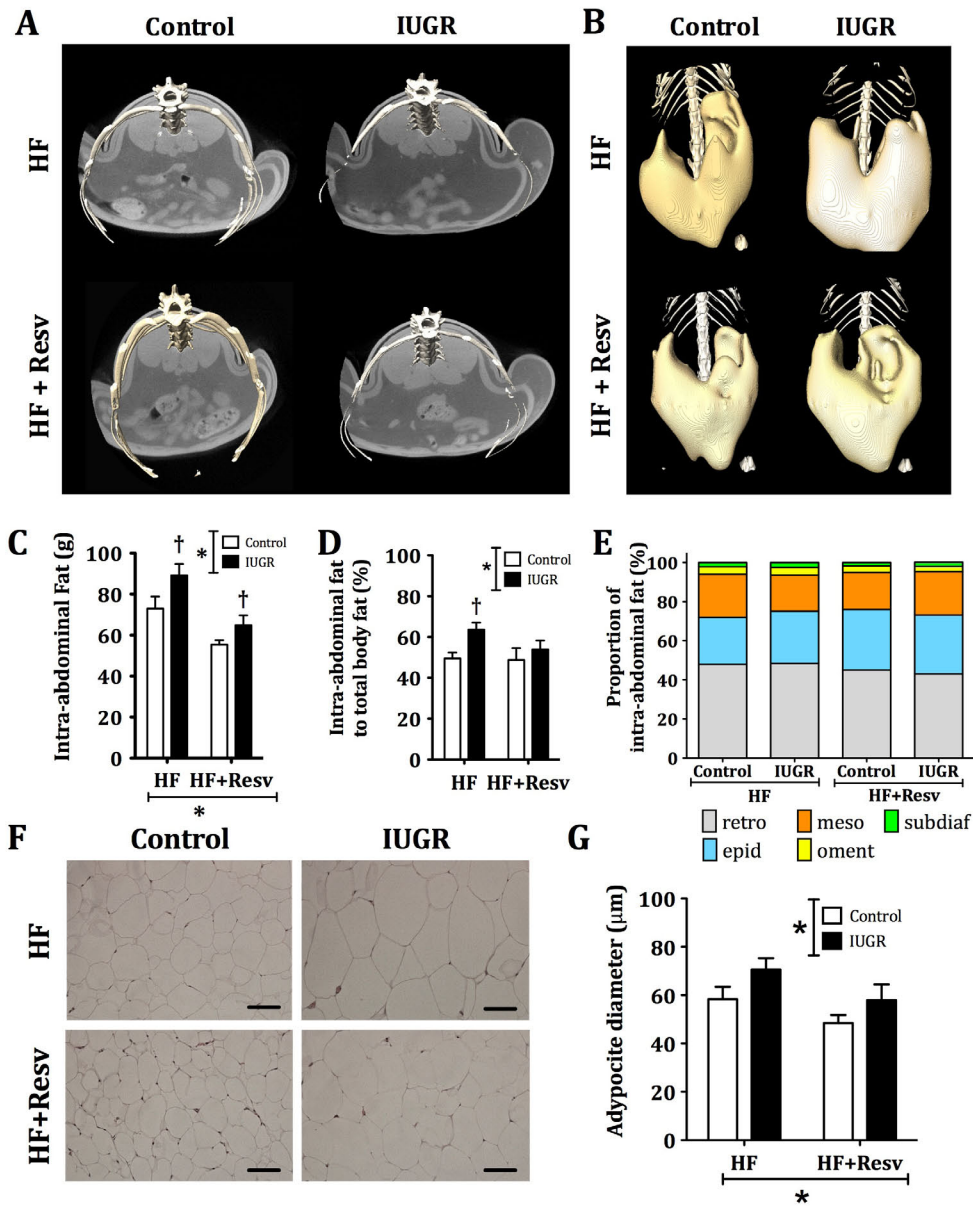 A
Control
IUGR
HF
HF + Resv
B
Control
IUGR
HF
HF + Resv
C
Intra-abdominal Fat (g)
100
80
60
40
20
0
†
†
*
Control
IUGR
HF
HF+Resv
*
D
Intra-abdominal fat
to total body fat (%)
100
80
60
40
20
0
†
*
Control
IUGR
HF
HF+Resv
E
Proportion of
intra-abdominal fat (%)
100
80
60
40
20
0
Control
IUGR
Control
IUGR
HF
HF+Resv
retro
meso
subdiaf
epid
oment
F
Control
IUGR
HF
HF+Resv
G
Adypocite diameter (µm)
100
80
60
40
20
0
*
Control
IUGR
HF
HF+Resv
*